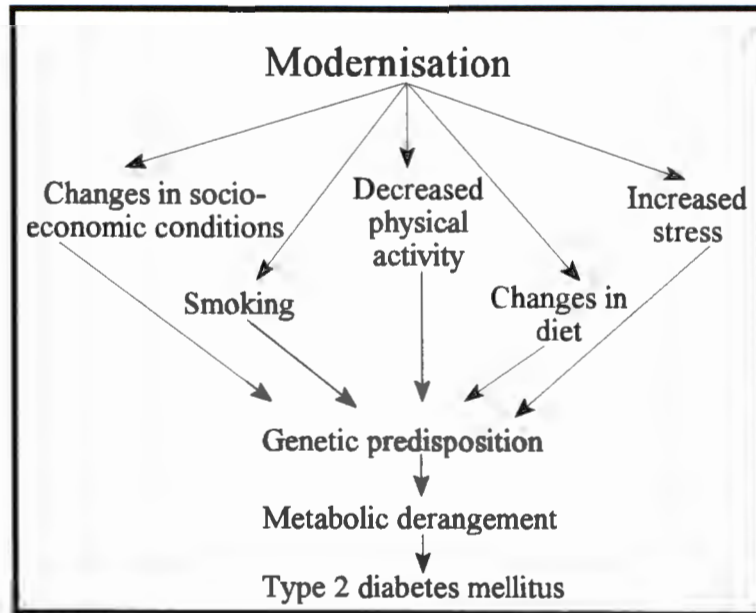 Modernisation
Changes in socio-
economic conditions
Smoking
Decreased
physical
activity
Changes in
diet
Increased
stress
Genetic predisposition
Metabolic derangement
Type 2 diabetes mellitus